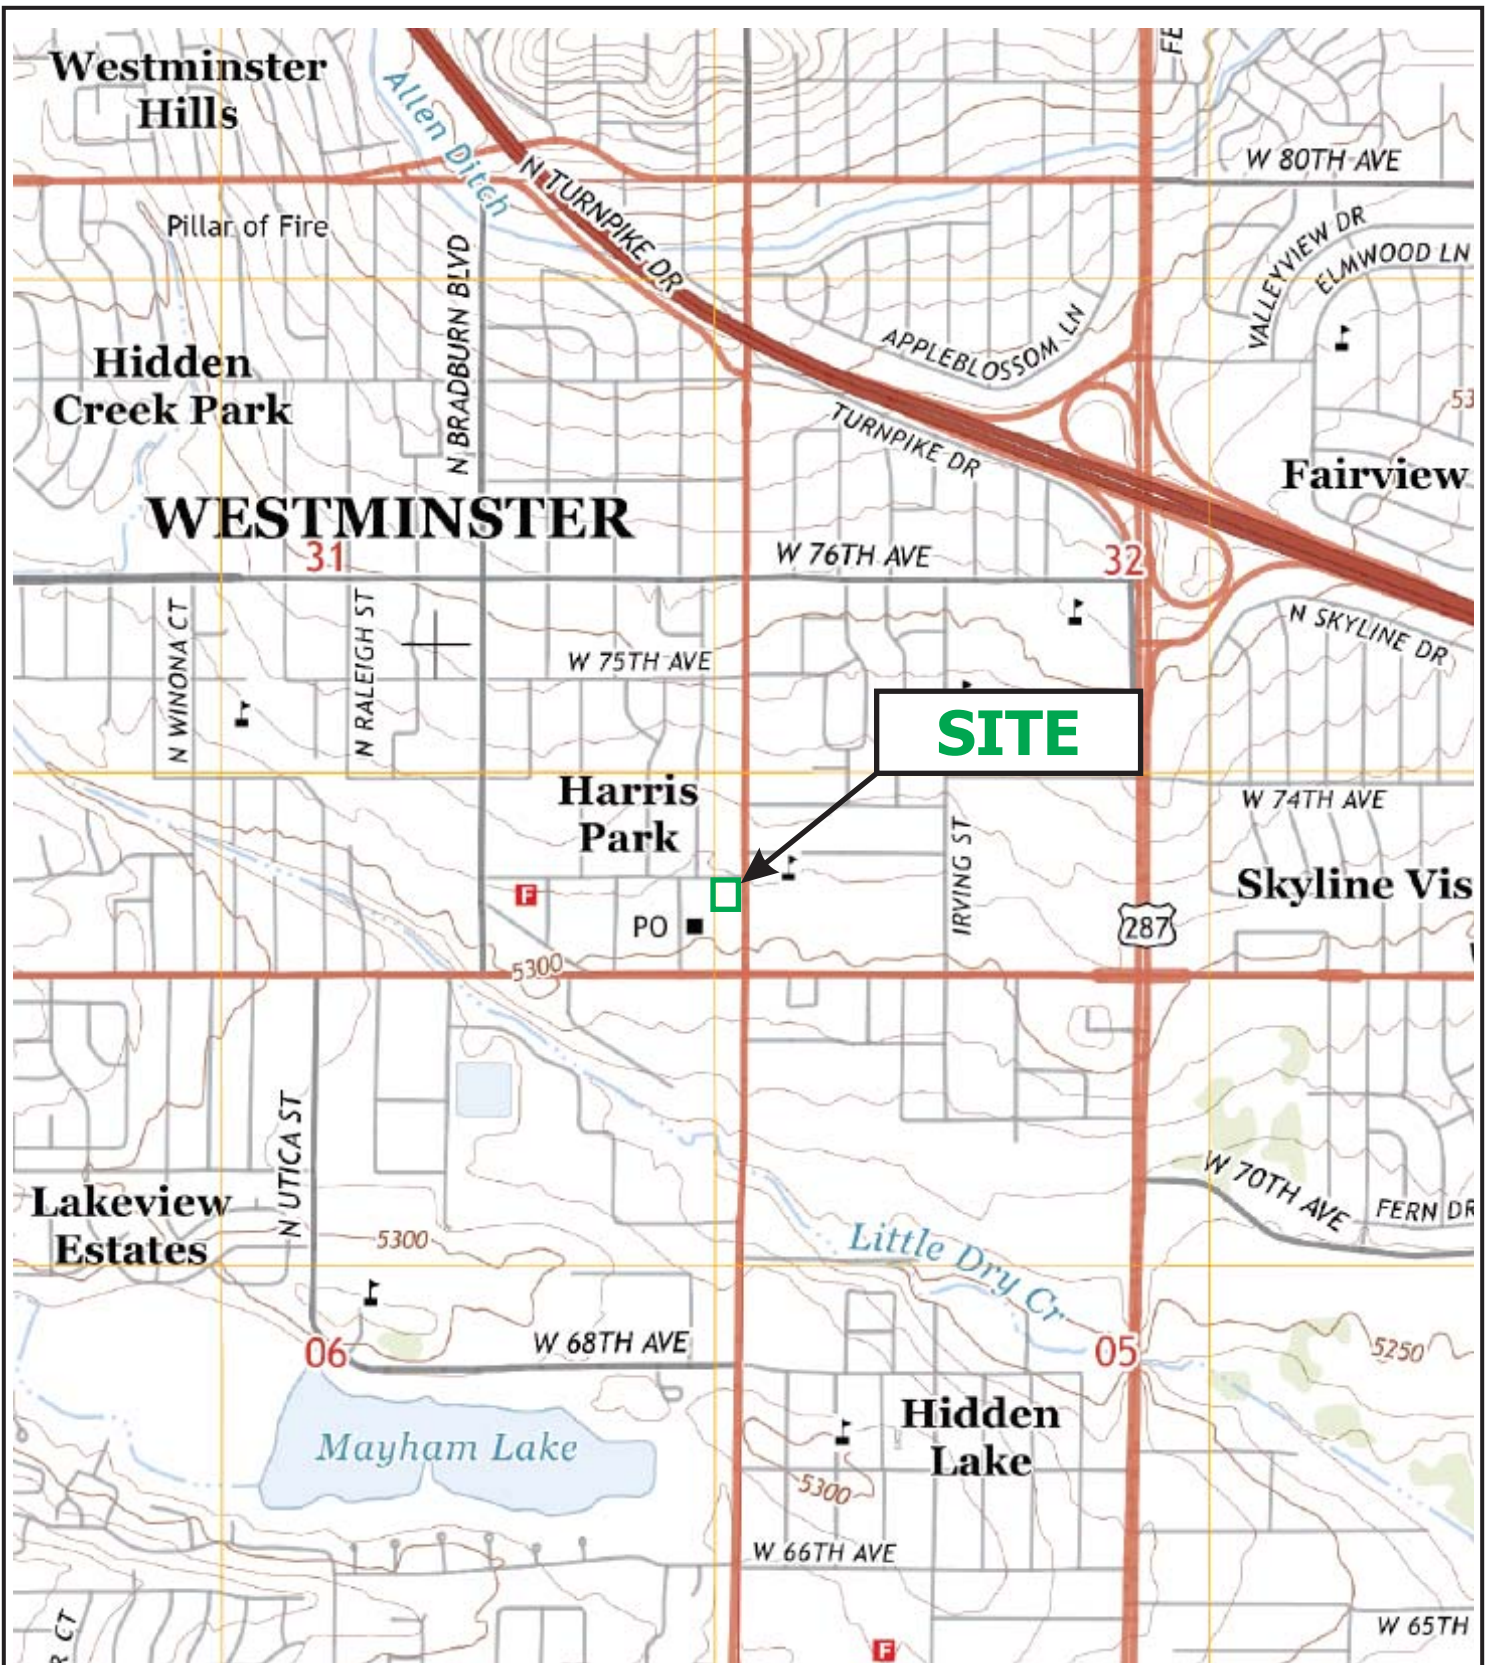 Westminster
Hills
Allen Ditch
FE
W 80TH AVE
N TURNPIKE DR
Pillar of Fire
N BRADBURN BLVD
VALLEYVIEW DR
ELMWOOD LN
Hidden
Creek Park
APPLEBLOSSOM LN
53
TURNPIKE DR
Fairview
WESTMINSTER
31
W 76TH AVE
32
N WINONA CT
N RALEIGH ST
W 75TH AVE
N SKYLINE DR
SITE
Harris
Park
W 74TH AVE
IRVING ST
Skyline Vis
F
PO
287
5300
N UTICA ST
W 70TH AVE
FERN DR
Lakeview
Estates
5300
Little Dry Cr
06
W 68TH AVE
05
5250
Hidden
Lake
Mayham Lake
5300
W 66TH AVE
R CT
F
W 65TH